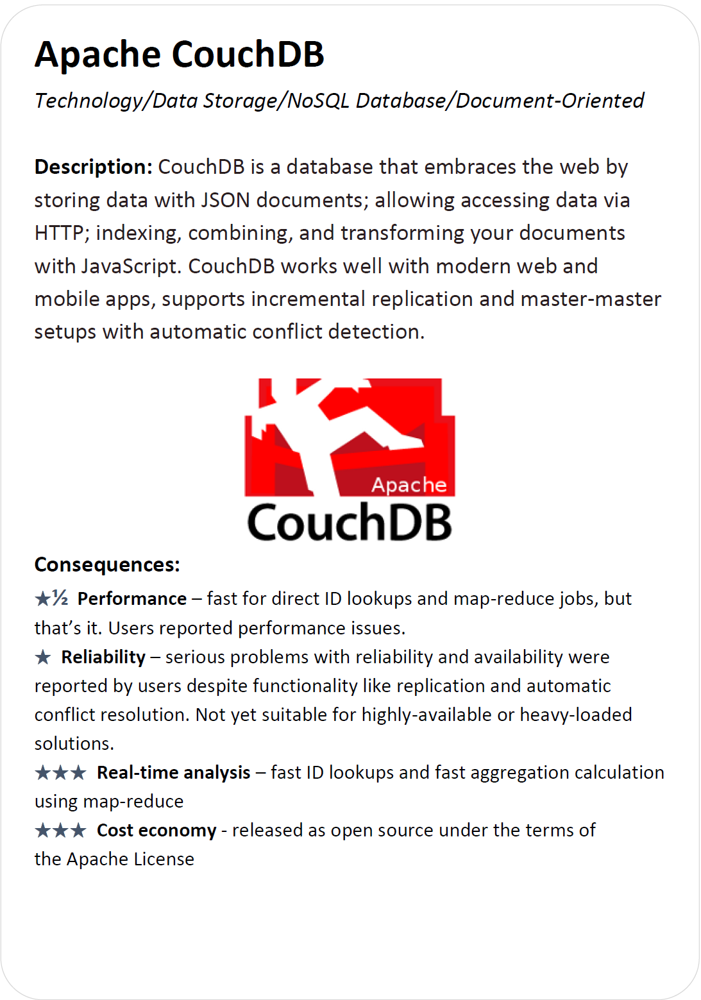 Apache CouchDB
Technology/Data Storage/NoSQL Database/Document-Oriented
Description: CouchDB is a database that embraces the web by
storing data with JSON documents; allowing accessing data via
HTTP; indexing, combining, and transforming your documents
with JavaScript. CouchDB works well with modern web and
mobile apps, supports incremental replication and master-master
setups with automatic conflict detection.
Apache
CouchDB
Consequences:
★½ Performance – fast for direct ID lookups and map-reduce jobs, but
that’s it. Users reported performance issues.
★ Reliability – serious problems with reliability and availability were
reported by users despite functionality like replication and automatic
conflict resolution. Not yet suitable for highly-available or heavy-loaded
solutions.
★★★ Real-time analysis – fast ID lookups and fast aggregation calculation
using map-reduce
★★★ Cost economy - released as open source under the terms of
the Apache License